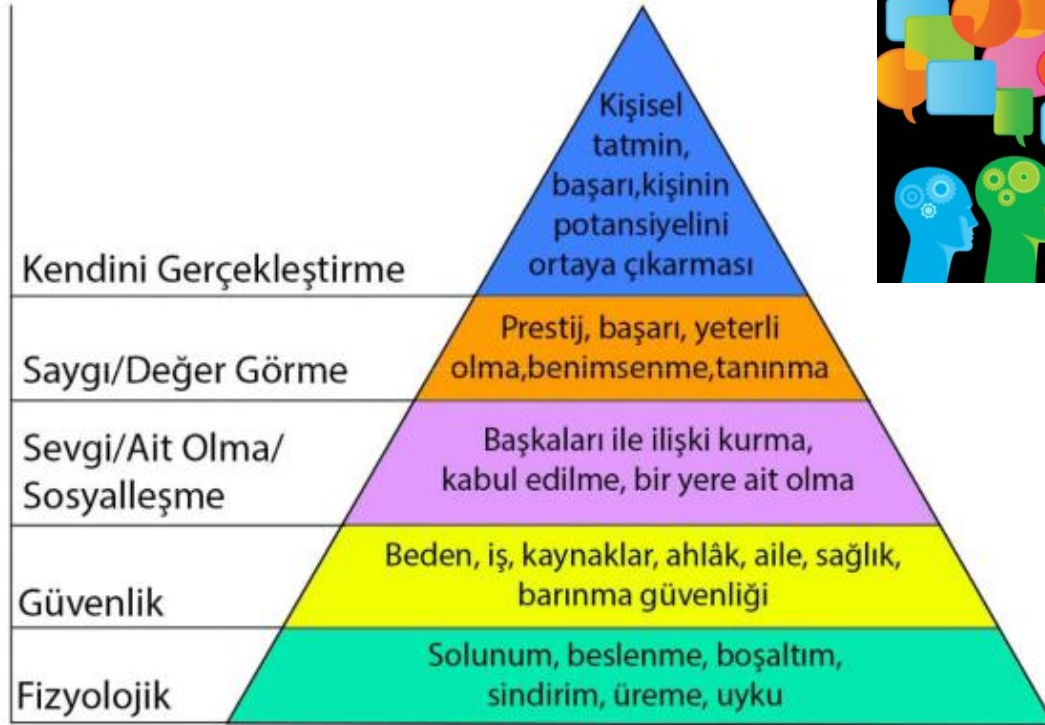 Kişisel
tatmin,
başarı,kişinin
potansiyelini
ortaya çıkarması
Kendini Gerçekleştirme
Prestij, başarı, yeterli
olma,benimsenme,tanınma
Saygı/Değer Görme
Başkaları ile ilişki kurma,
kabul edilme, bir yere ait olma
Sevgi/Ait Olma/
Sosyalleşme
Beden, iş, kaynaklar, ahlâk, aile, sağlık,
barınma güvenliği
Güvenlik
Solunum, beslenme, boşaltım,
sindirim, üreme, uyku
Fizyolojik